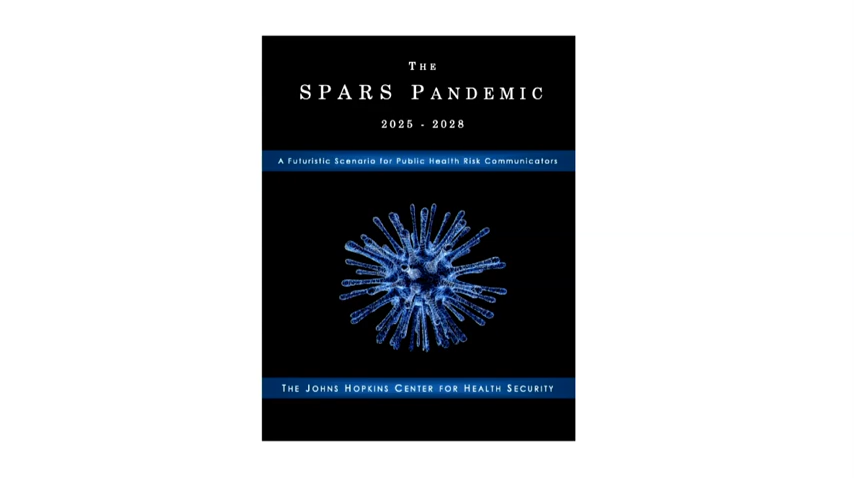 The
SPARS Pandemic
2025 - 2028
A Futuristic Scenario for Public Health Risk Communicators
The Johns Hopkins Center for Health Security